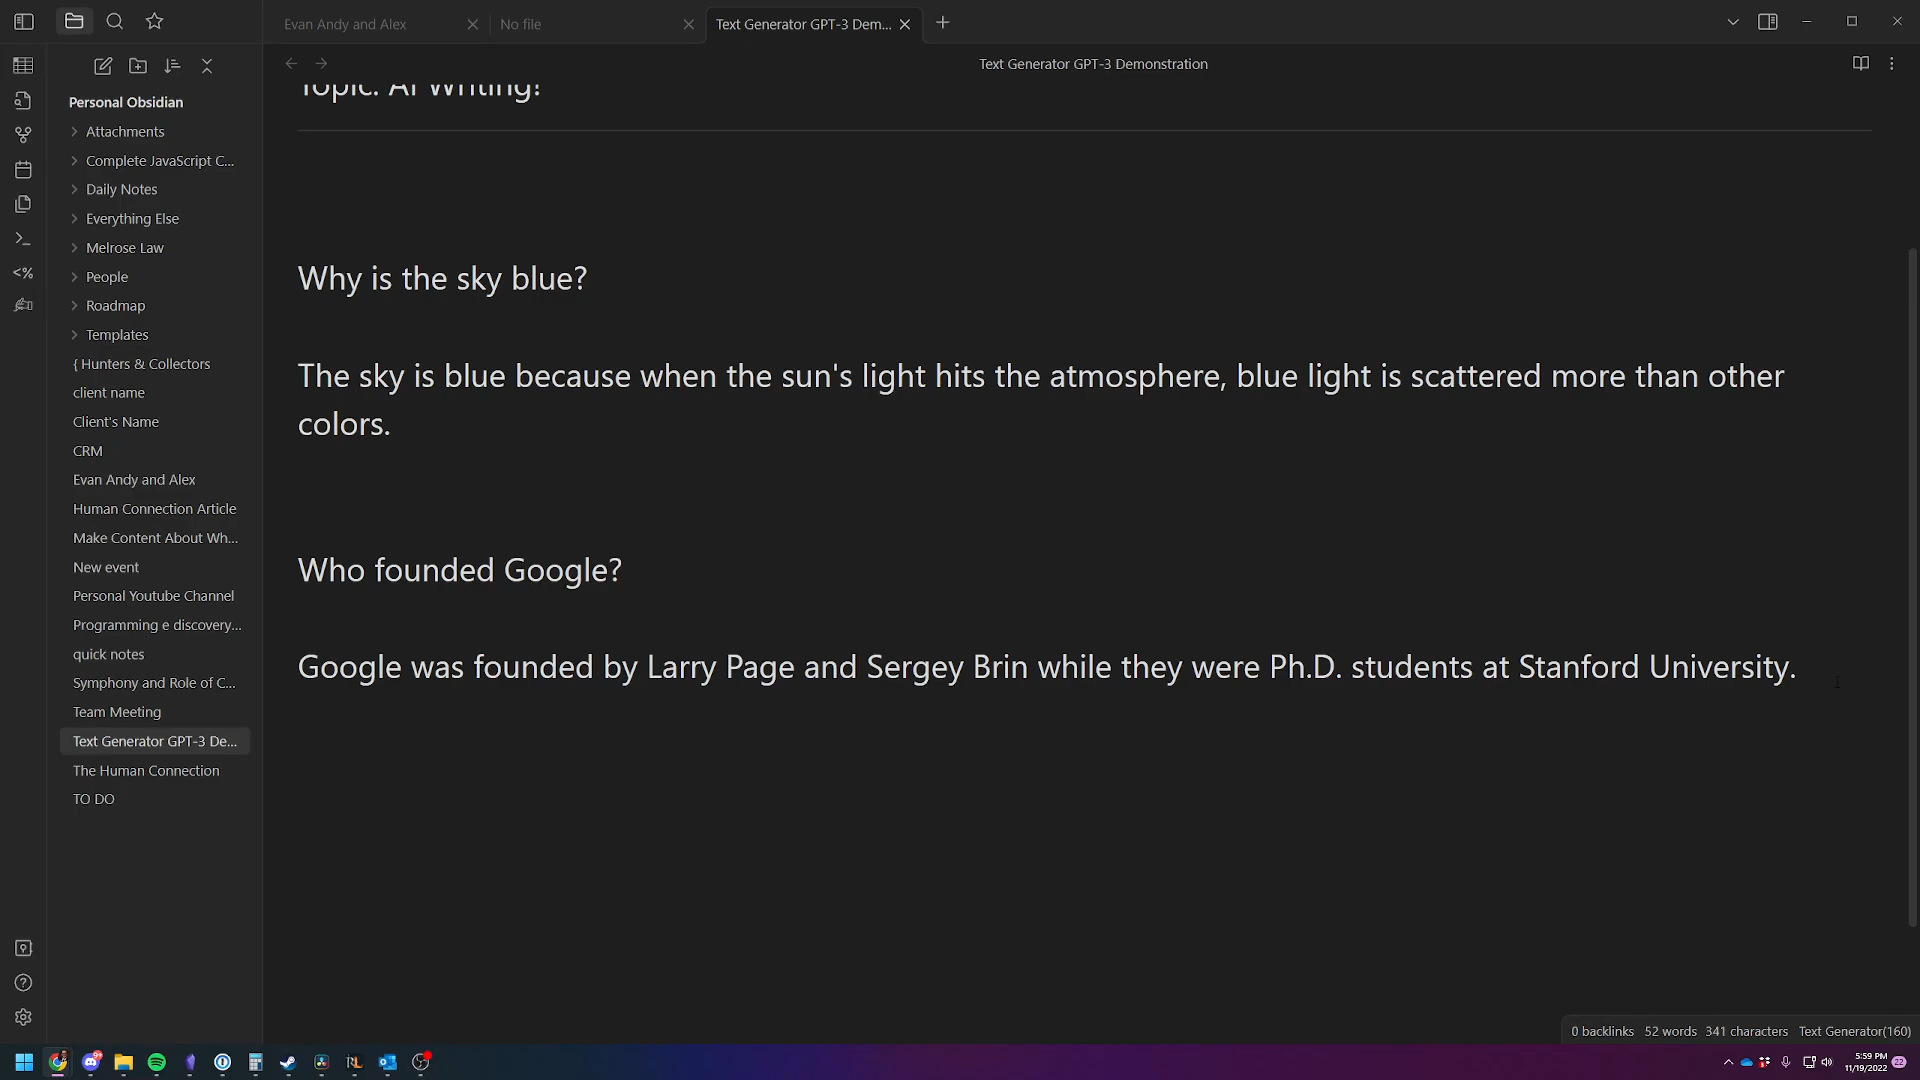 Evan Andy and Alex
No file
Text Generator GPT-3 Dem...
Text Generator GPT-3 Demonstration
Personal Obsidian
Attachments
Complete JavaScript C...
Daily Notes
Everything Else
Melrose Law
People
Roadmap
Templates
{ Hunters & Collectors
client name
Client's Name
CRM
Evan Andy and Alex
Human Connection Article
Make Content About Wh...
New event
Personal Youtube Channel
Programming e discovery...
quick notes
Symphony and Role of C...
Team Meeting
Text Generator GPT-3 De...
The Human Connection
TO DO
Topic: AI Writing!
Why is the sky blue?
The sky is blue because when the sun's light hits the atmosphere, blue light is scattered more than other
colors.
Who founded Google?
Google was founded by Larry Page and Sergey Brin while they were Ph.D. students at Stanford University.
0 backlinks 52 words 341 characters Text Generator(160)
5:59 PM
11/19/2022
22